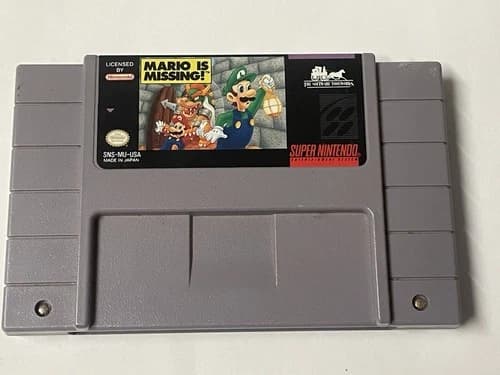 LICENSED
BY
Nintendo
MARIO IS
MISSING!™
THE SOFTWARE TOOLWORKS
SNS-MU-USA
MADE IN JAPAN
SUPER NINTENDO
ENTERTAINMENT SYSTEM